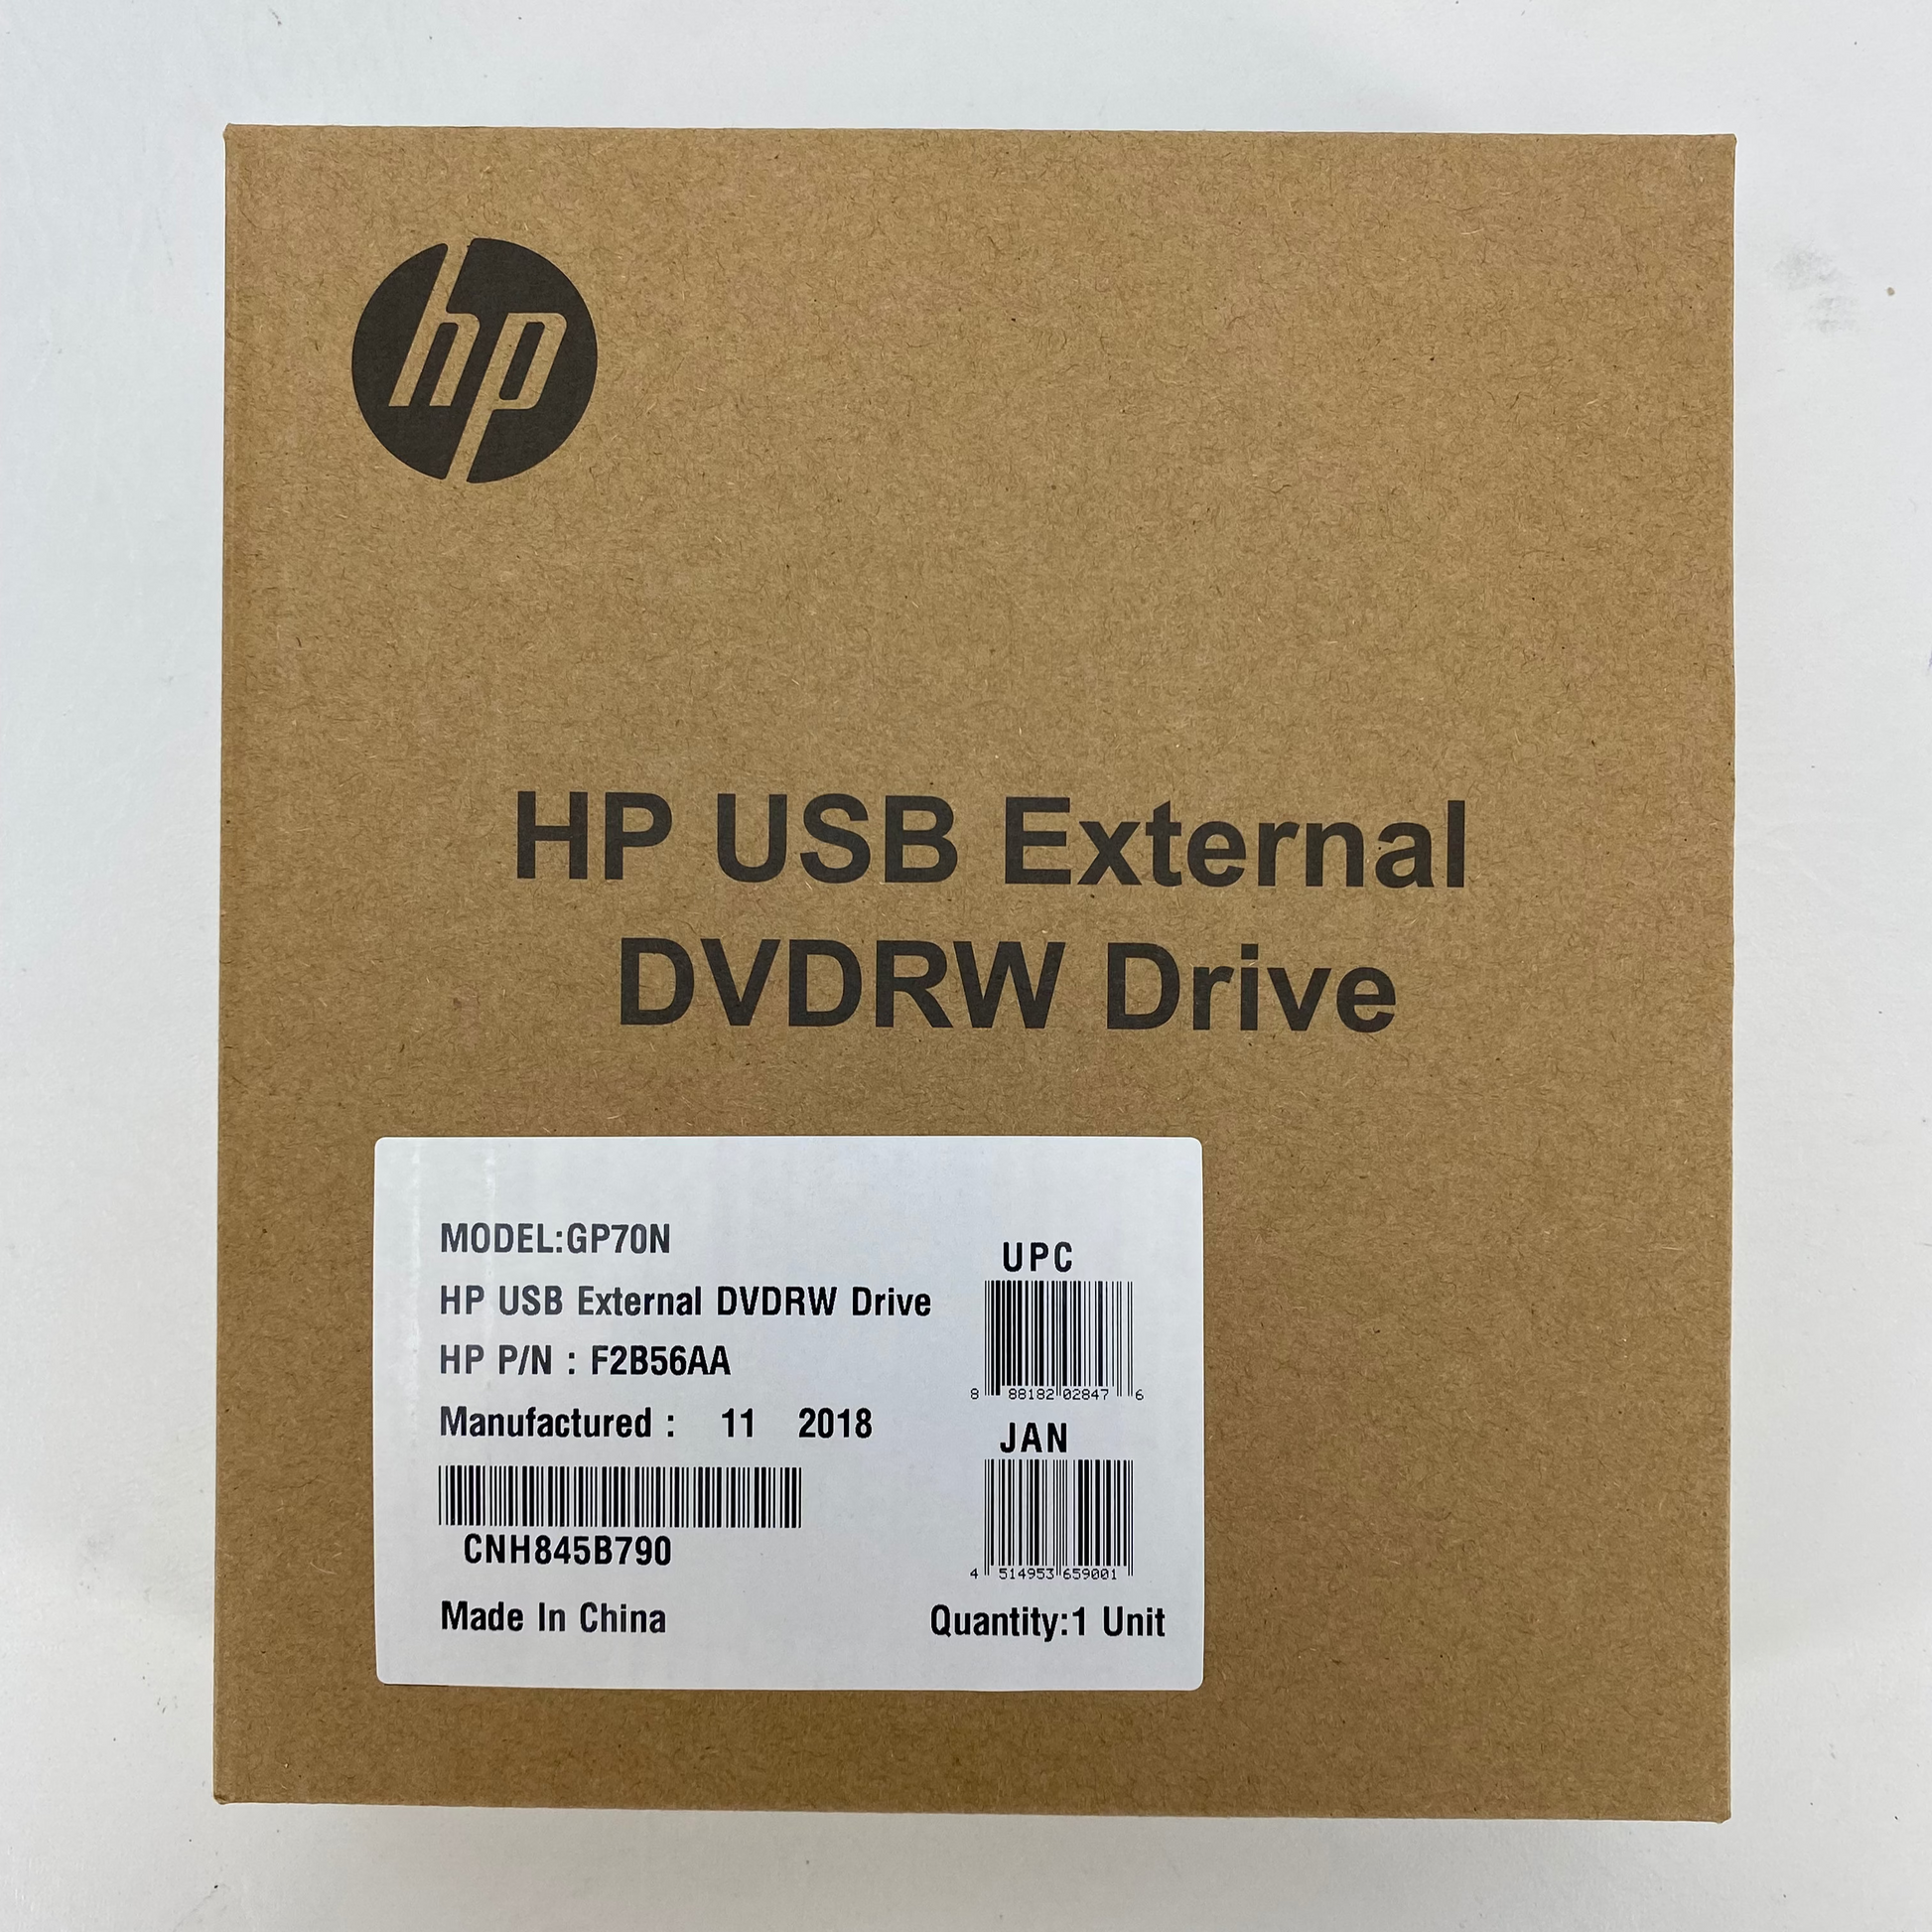 hp
HP USB External
DVDRW Drive
MODEL:GP70N
HP USB External DVDRW Drive
HP P/N : F2B56AA
Manufactured : 11 2018
CNH845B790
Made In China
UPC
8 88182 02847 6
JAN
4 514953 659001
Quantity:1 Unit